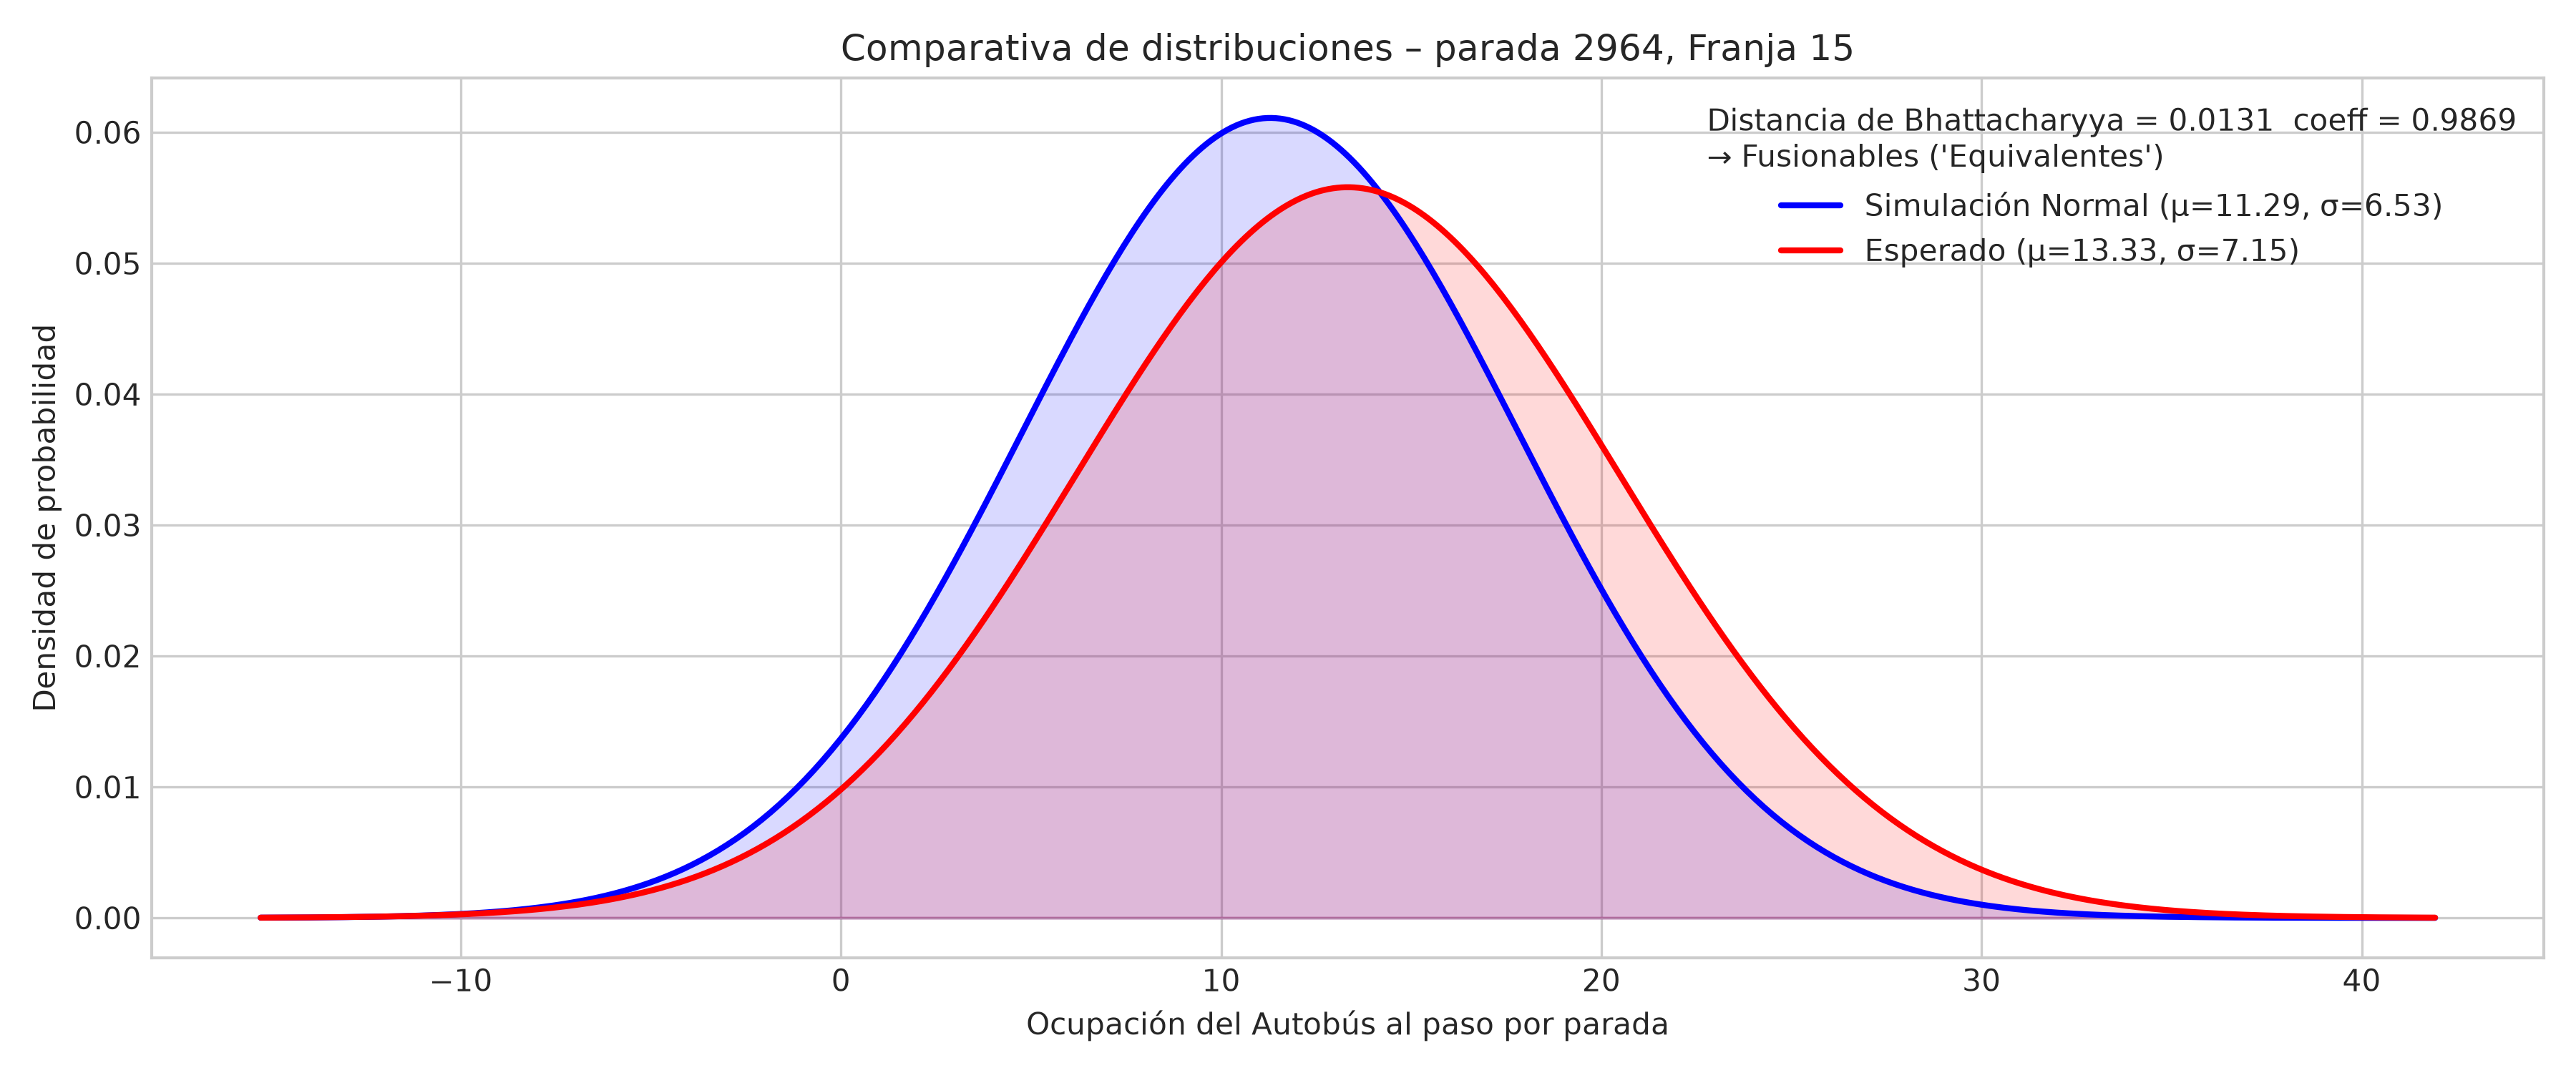 Comparativa de distribuciones – parada 2964, Franja 15
Distancia de Bhattacharyya = 0.0131  coeff = 0.9869
→ Fusionables ('Equivalentes')
Simulación Normal (μ=11.29, σ=6.53)
Esperado (μ=13.33, σ=7.15)
Densidad de probabilidad
0.06
0.05
0.04
0.03
0.02
0.01
0.00
−10 0 10 20 30 40
Ocupación del Autobús al paso por parada